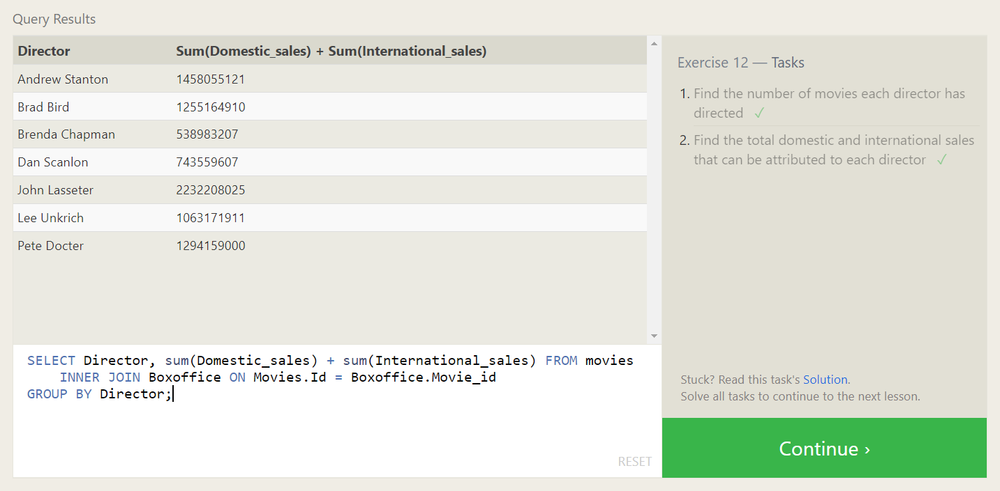 Query Results
Director Sum(Domestic_sales) + Sum(International_sales)
Andrew Stanton 1458055121
Brad Bird 1255164910
Brenda Chapman 538983207
Dan Scanlon 743559607
John Lasseter 2232208025
Lee Unkrich 1063171911
Pete Docter 1294159000
SELECT Director, sum(Domestic_sales) + sum(International_sales) FROM movies
INNER JOIN Boxoffice ON Movies.Id = Boxoffice.Movie_id
GROUP BY Director;
RESET
Exercise 12 — Tasks
1. Find the number of movies each director has
directed ✓
2. Find the total domestic and international sales
that can be attributed to each director ✓
Stuck? Read this task's Solution.
Solve all tasks to continue to the next lesson.
Continue ›